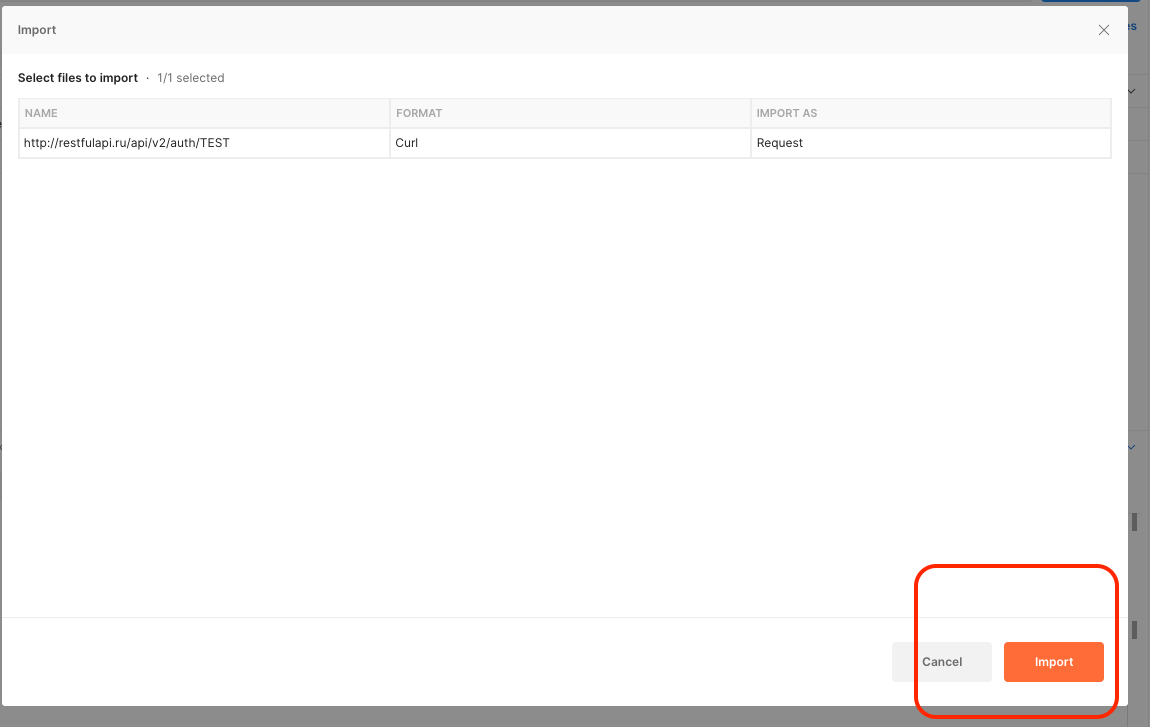 Import
Select files to import · 1/1 selected
NAME FORMAT IMPORT AS
http://restfulapi.ru/api/v2/auth/TEST Curl Request
Cancel Import